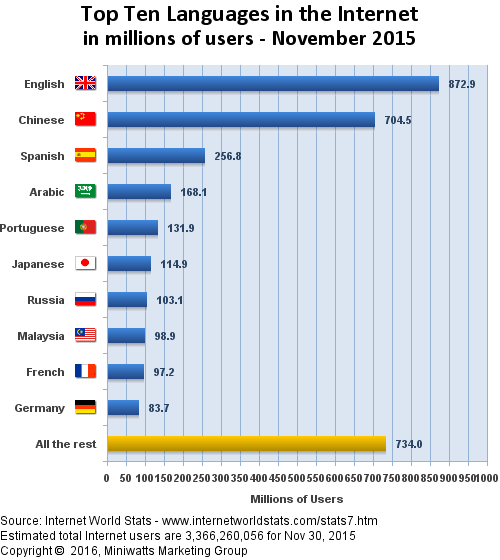 Top Ten Languages in the Internet
in millions of users - November 2015
English 872.9
Chinese 704.5
Spanish 256.8
Arabic 168.1
Portuguese 131.9
Japanese 114.9
Russia 103.1
Malaysia 98.9
French 97.2
Germany 83.7
All the rest 734.0
0 50 100 150 200 250 300 350 400 450 500 550 600 650 700 750 800 850 900 950 1000
Millions of Users
Source: Internet World Stats - www.internetworldstats.com/stats7.htm
Estimated total Internet users are 3,366,260,056 for Nov 30, 2015
Copyright © 2016, Miniwatts Marketing Group